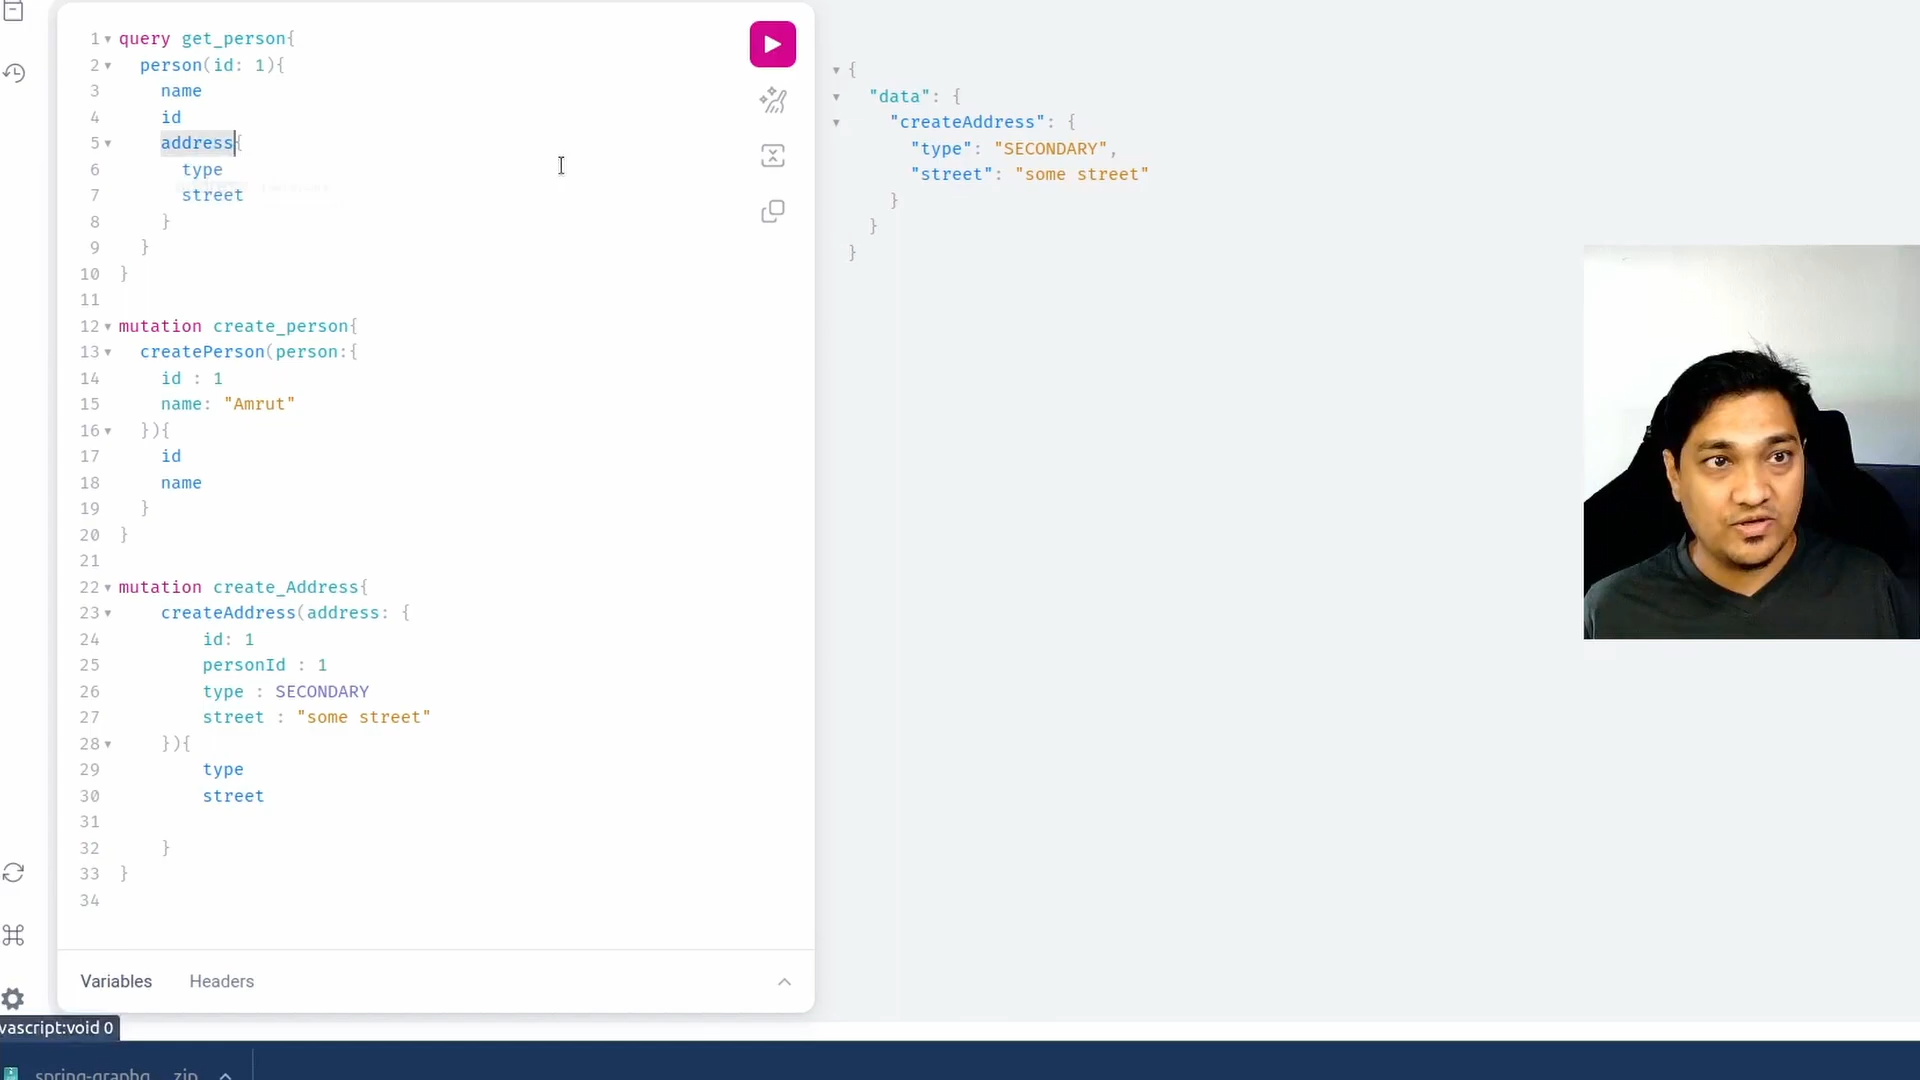 1 query get_person{
2 person(id: 1){
3 name
4 id
5 address{
6 type
7 street
8 }
9 }
10 }
11
12 mutation create_person{
13 createPerson(person:{
14 id : 1
15 name: "Amrut"
16 }){
17 id
18 name
19 }
20 }
21
22 mutation create_Address{
23 createAddress(address: {
24 id: 1
25 personId : 1
26 type : SECONDARY
27 street : "some street"
28 }){
29 type
30 street
31
32 }
33 }
34
Variables Headers
{
"data": {
"createAddress": {
"type": "SECONDARY",
"street": "some street"
}
}
}
vascript:void 0
spring-graphq....zip